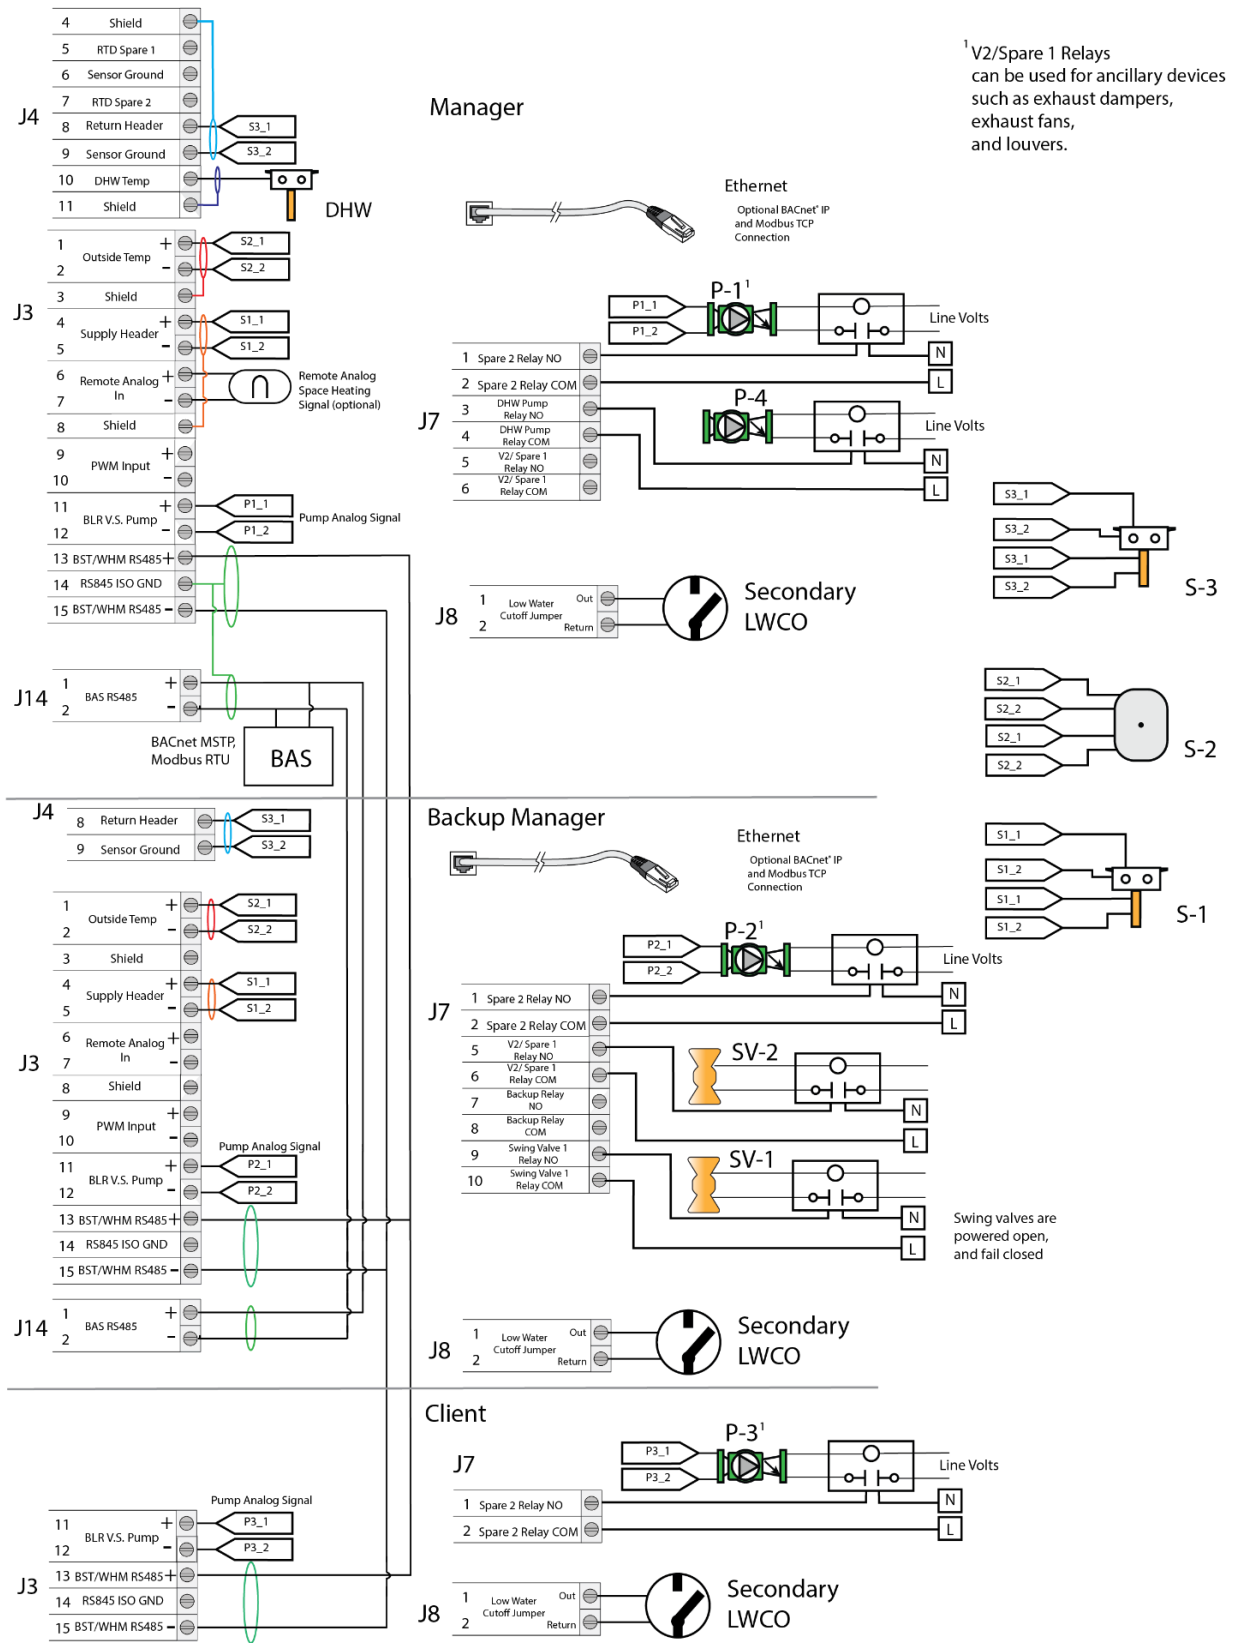 J4
4 Shield
5 RTD Spare 1
6 Sensor Ground
7 RTD Spare 2
8 Return Header S3_1
9 Sensor Ground S3_2
10 DHW Temp
11 Shield
DHW
Manager
1 V2/Spare 1 Relays
can be used for ancillary devices
such as exhaust dampers,
exhaust fans,
and louvers.
Ethernet
Optional BACnet® IP
and Modbus TCP
Connection
J3
1 + S2_1
Outside Temp
2 - S2_2
3 Shield
4 + S1_1
Supply Header
5 - S1_2
6 +
Remote Analog
In
7 -
Remote Analog
Space Heating
Signal (optional)
8 Shield
9 +
PWM Input
10 -
11 + P1_1
BLR V.S. Pump
12 - P1_2
Pump Analog Signal
13 BST/WHM RS485 +
14 RS845 ISO GND
15 BST/WHM RS485 -
P-1¹
P1_1
P1_2
Line Volts
J7
1 Spare 2 Relay NO N
2 Spare 2 Relay COM L
3 DHW Pump
Relay NO
4 DHW Pump
Relay COM
5 V2/ Spare 1
Relay NO
6 V2/ Spare 1
Relay COM
P-4
Line Volts
N
L
J8
1 Out
Low Water
Cutoff Jumper
2 Return
Secondary
LWCO
S3_1
S3_2
S3_1
S3_2
S-3
J14
1 +
BAS RS485
2 -
BACnet MSTP,
Modbus RTU
BAS
S2_1
S2_2
S2_1
S2_2
S-2
Backup Manager
J4
8 Return Header S3_1
9 Sensor Ground S3_2
Ethernet
Optional BACnet® IP
and Modbus TCP
Connection
S1_1
S1_2
S1_1
S1_2
S-1
J3
1 + S2_1
Outside Temp
2 - S2_2
3 Shield
4 + S1_1
Supply Header
5 - S1_2
6 +
Remote Analog
In
7 -
8 Shield
9 +
PWM Input
10 -
Pump Analog Signal
11 + P2_1
BLR V.S. Pump
12 - P2_2
13 BST/WHM RS485 +
14 RS845 ISO GND
15 BST/WHM RS485 -
P-2¹
P2_1
P2_2
Line Volts
J7
1 Spare 2 Relay NO N
2 Spare 2 Relay COM L
5 V2/ Spare 1
Relay NO
6 V2/ Spare 1
Relay COM
7 Backup Relay
NO
8 Backup Relay
COM
9 Swing Valve 1
Relay NO
10 Swing Valve 1
Relay COM
SV-2
N
L
SV-1
N
L
Swing valves are
powered open,
and fail closed
J14
1 +
BAS RS485
2 -
J8
1 Out
Low Water
Cutoff Jumper
2 Return
Secondary
LWCO
Client
P-3¹
P3_1
P3_2
Line Volts
J7
1 Spare 2 Relay NO N
2 Spare 2 Relay COM L
Pump Analog Signal
J3
11 + P3_1
BLR V.S. Pump
12 - P3_2
13 BST/WHM RS485 +
14 RS845 ISO GND
15 BST/WHM RS485 -
J8
1 Out
Low Water
Cutoff Jumper
2 Return
Secondary
LWCO